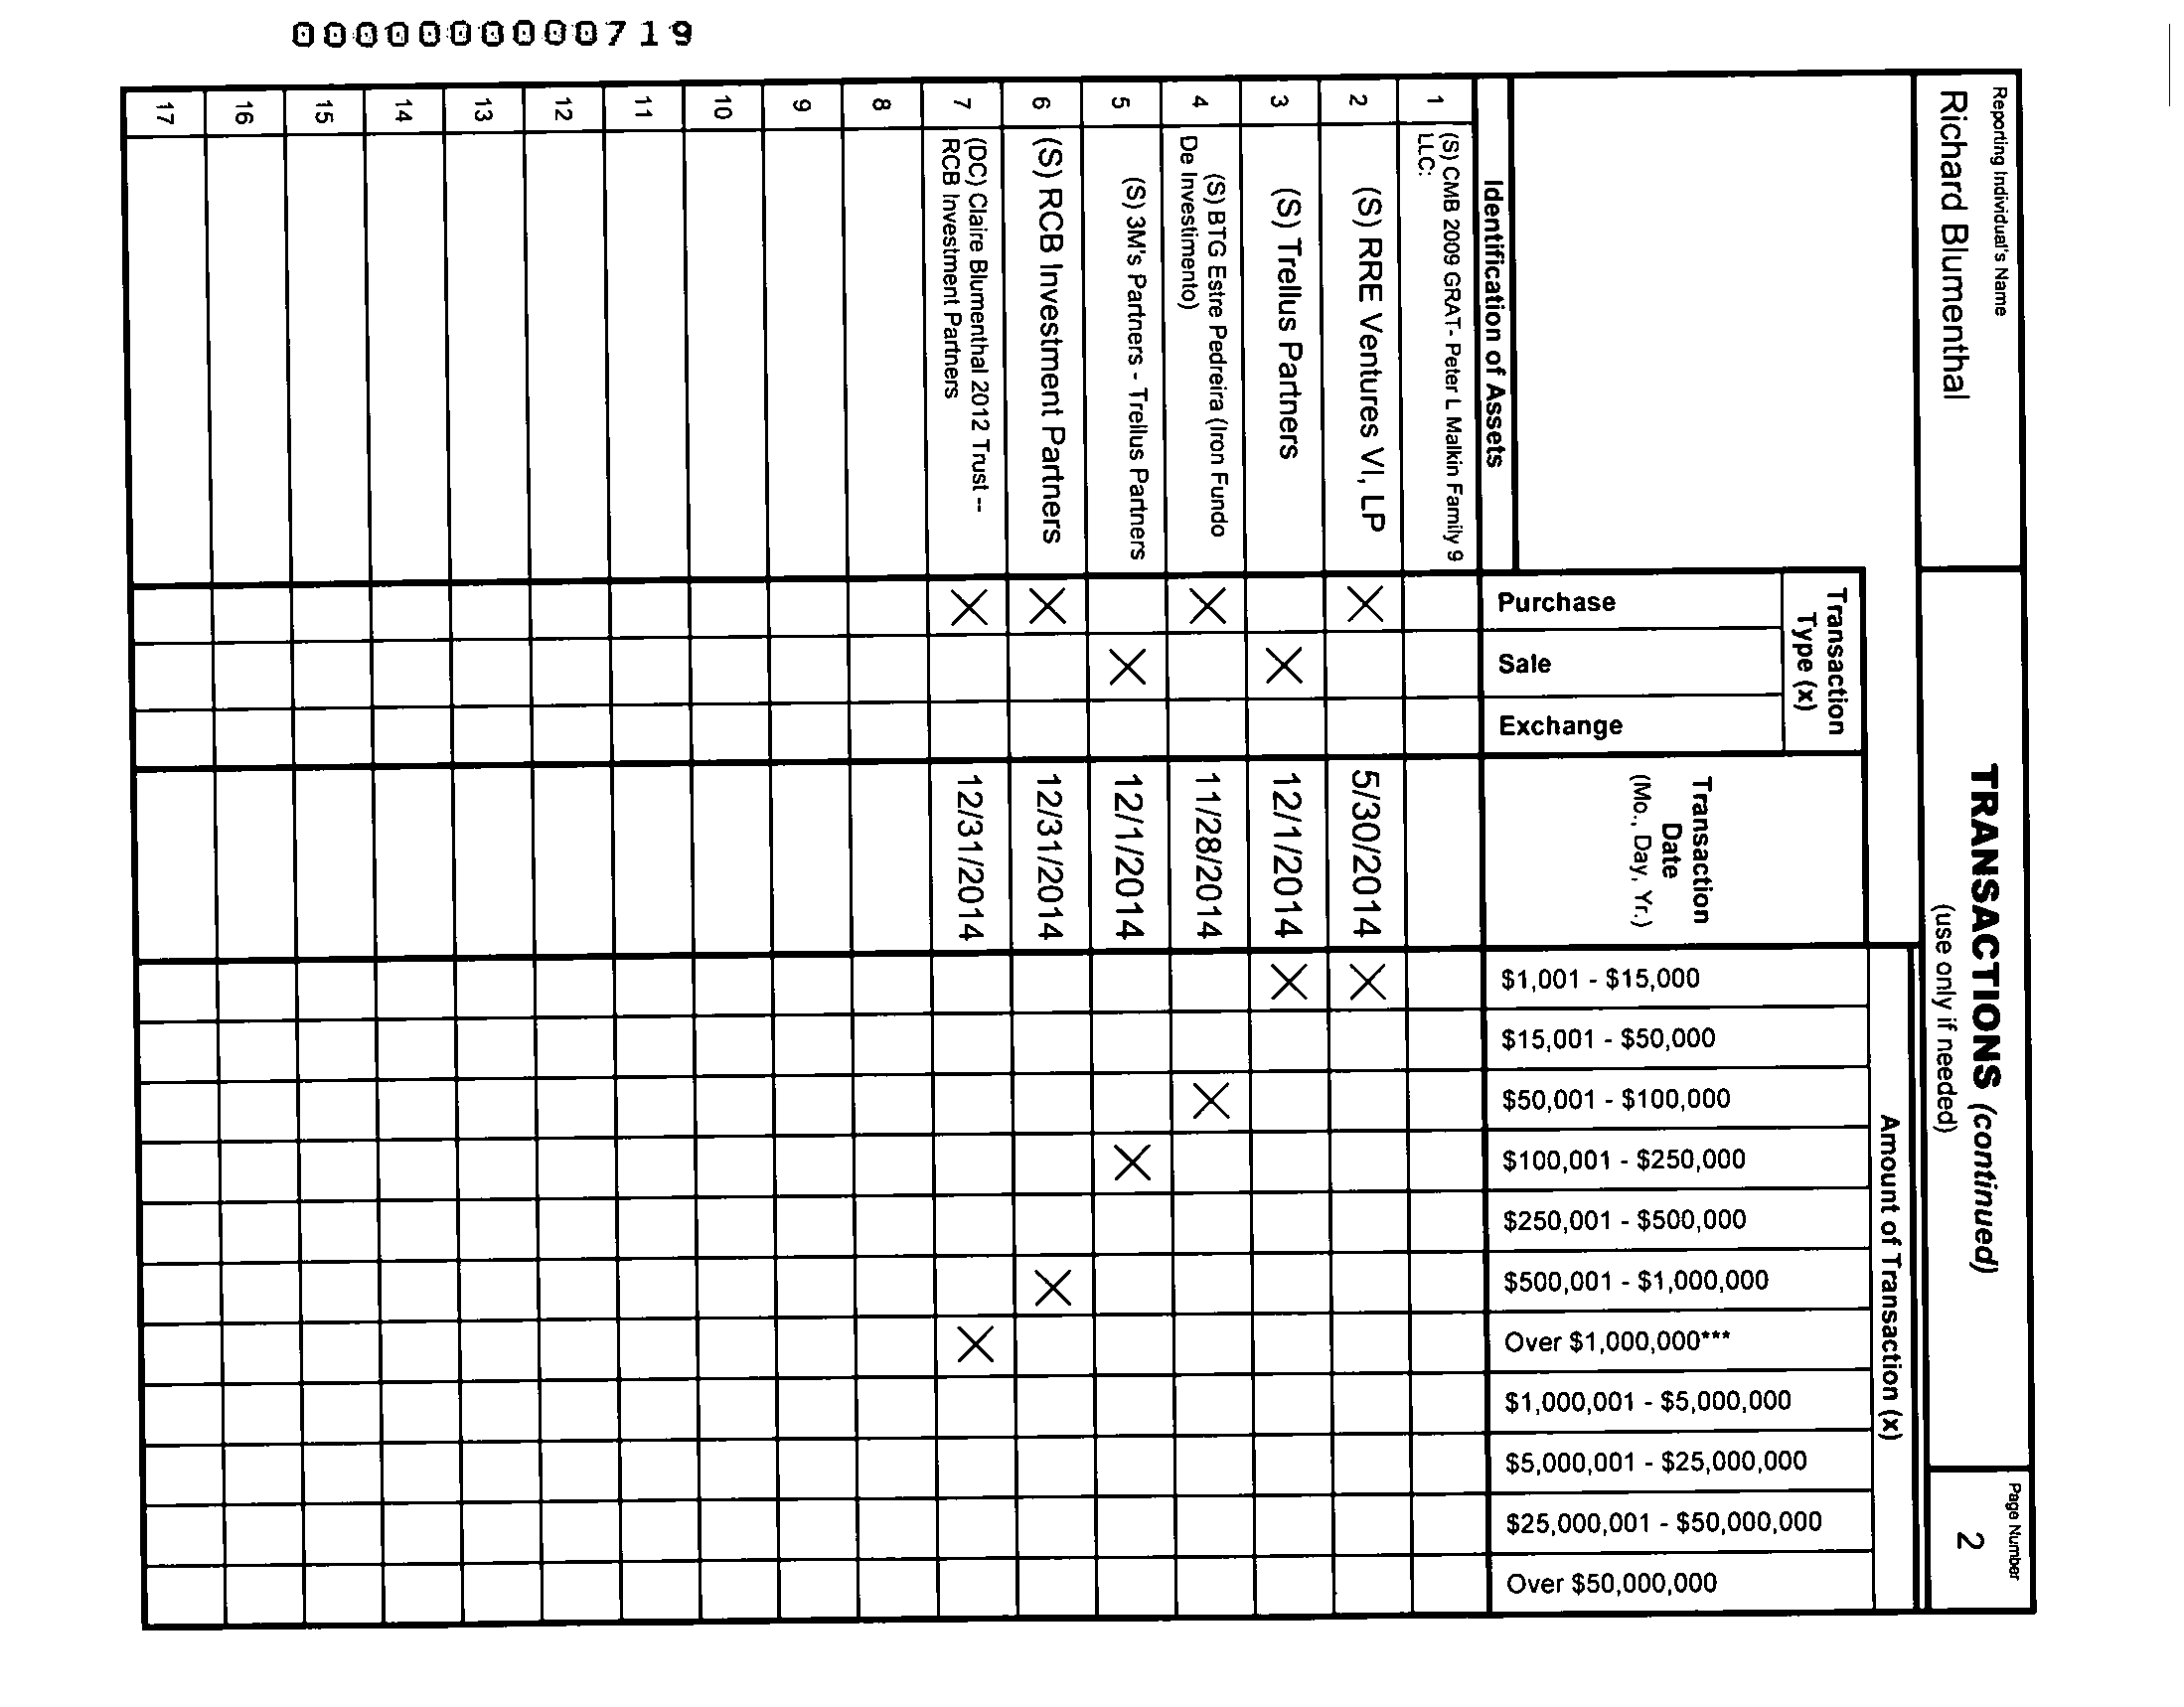 0000000000719
Reporting Individual's Name
Richard Blumenthal
TRANSACTIONS (continued)
(use only if needed)
Page Number
2
Identification of Assets
Transaction
Type (x)
Purchase
Sale
Exchange
Transaction
Date
(Mo., Day, Yr.)
Amount of Transaction (x)
$1,001 - $15,000
$15,001 - $50,000
$50,001 - $100,000
$100,001 - $250,000
$250,001 - $500,000
$500,001 - $1,000,000
Over $1,000,000***
$1,000,001 - $5,000,000
$5,000,001 - $25,000,000
$25,000,001 - $50,000,000
Over $50,000,000
1 (S) CMB 2009 GRAT- Peter L Malkin Family 9
LLC:
2 (S) RRE Ventures VI, LP X 5/30/2014 X
3 (S) Trellus Partners X 12/1/2014 X
4 (S) BTG Estre Pedreira (Iron Fundo
De Investimento) X 11/28/2014 X
5 (S) 3M's Partners - Trellus Partners X 12/1/2014 X
6 (S) RCB Investment Partners X 12/31/2014 X
7 (DC) Claire Blumenthal 2012 Trust --
RCB Investment Partners X 12/31/2014 X
8
9
10
11
12
13
14
15
16
17